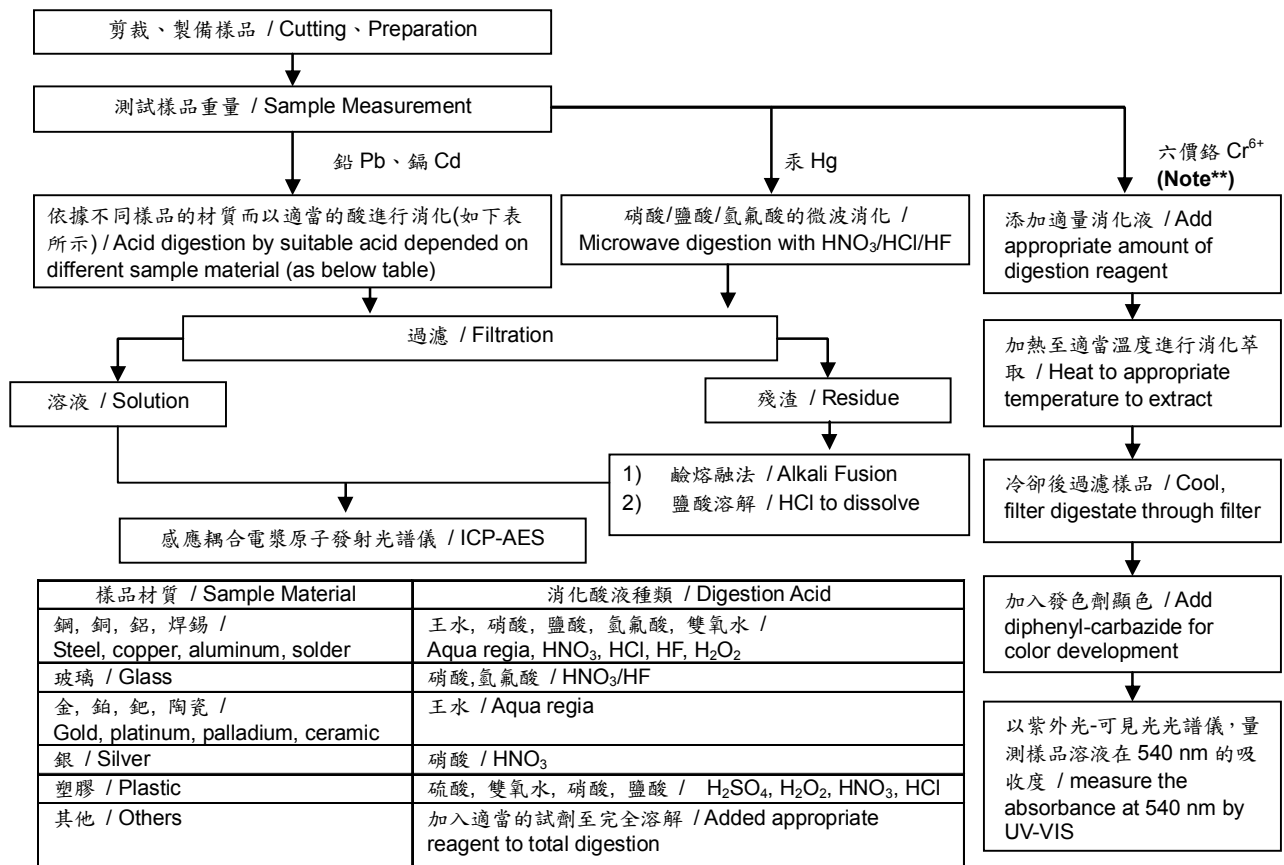 剪裁、製備樣品 / Cutting、Preparation
測試樣品重量 / Sample Measurement
鉛 Pb、鎘 Cd
汞 Hg
六價鉻 Cr⁶⁺
(Note**)
依據不同樣品的材質而以適當的酸進行消化(如下表
所示) / Acid digestion by suitable acid depended on
different sample material (as below table)
硝酸/鹽酸/氫氟酸的微波消化 /
Microwave digestion with HNO₃/HCl/HF
添加適量消化液 / Add
appropriate amount of
digestion reagent
過濾 / Filtration
加熱至適當溫度進行消化萃
取 / Heat to appropriate
temperature to extract
溶液 / Solution
殘渣 / Residue
1) 鹼熔融法 / Alkali Fusion
2) 鹽酸溶解 / HCl to dissolve
冷卻後過濾樣品 / Cool,
filter digestate through filter
感應耦合電漿原子發射光譜儀 / ICP-AES
加入發色劑顯色 / Add
diphenyl-carbazide for
color development
以紫外光-可見光光譜儀，量
測樣品溶液在 540 nm 的吸
收度 / measure the
absorbance at 540 nm by
UV-VIS
樣品材質 / Sample Material 消化酸液種類 / Digestion Acid
鋼, 銅, 鋁, 焊錫 / 王水, 硝酸, 鹽酸, 氫氟酸, 雙氧水 /
Steel, copper, aluminum, solder Aqua regia, HNO₃, HCl, HF, H₂O₂
玻璃 / Glass 硝酸,氫氟酸 / HNO₃/HF
金, 鉑, 鈀, 陶瓷 / 王水 / Aqua regia
Gold, platinum, palladium, ceramic
銀 / Silver 硝酸 / HNO₃
塑膠 / Plastic 硫酸, 雙氧水, 硝酸, 鹽酸 / H₂SO₄, H₂O₂, HNO₃, HCl
其他 / Others 加入適當的試劑至完全溶解 / Added appropriate
reagent to total digestion